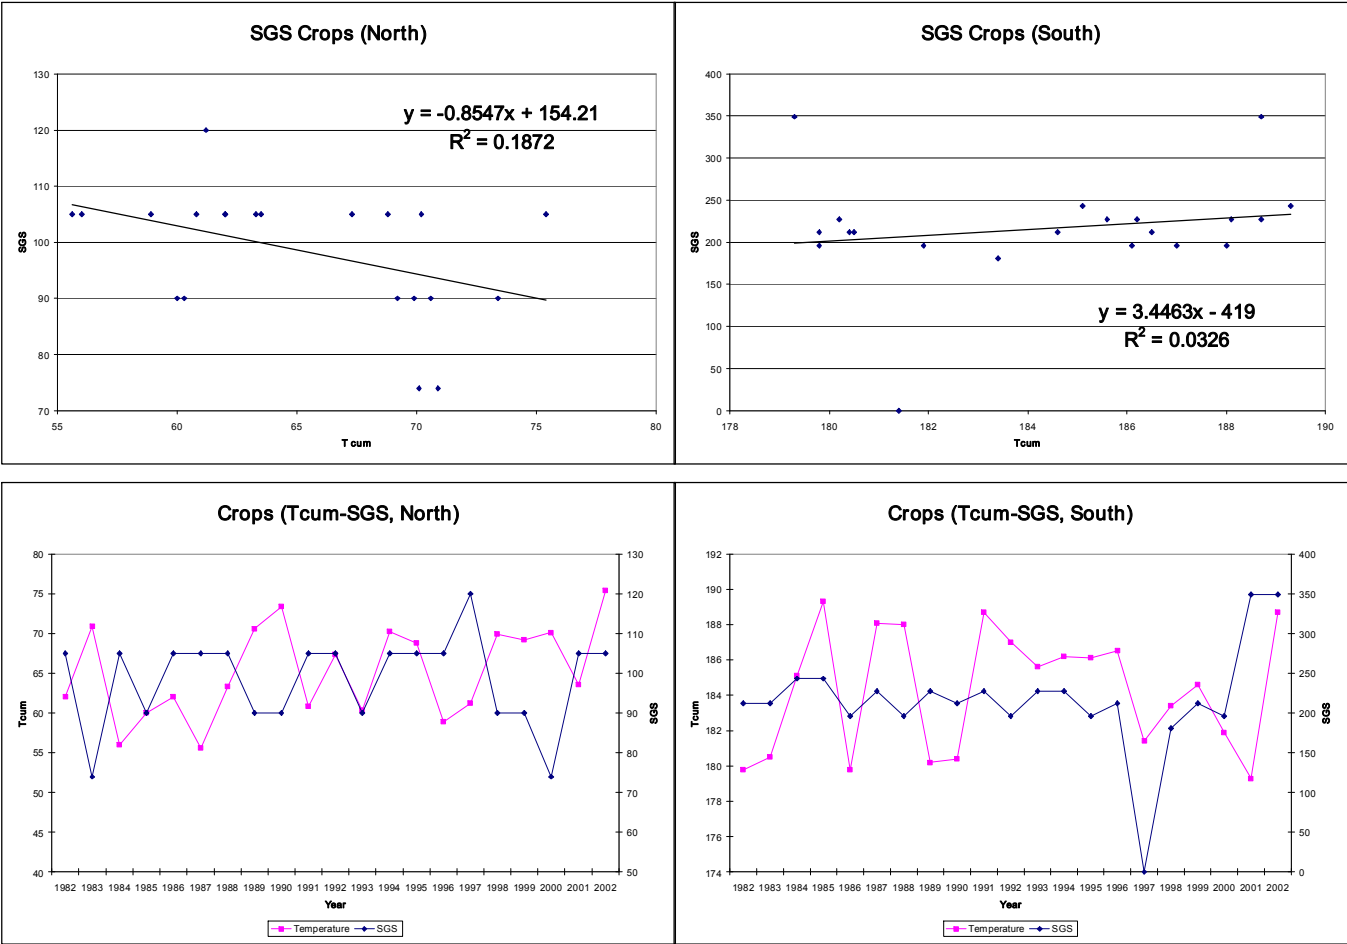 SGS Crops (North)
y = -0.8547x + 154.21
R² = 0.1872
130
120
110
100
90
80
70
SGS
55 60 65 70 75 80
T cum
SGS Crops (South)
400
350
300
250
200
150
100
50
0
SGS
y = 3.4463x - 419
R² = 0.0326
178 180 182 184 186 188 190
Tcum
Crops (Tcum-SGS, North)
80
75
70
65
60
55
50
45
40
Tcum
130
120
110
100
90
80
70
60
50
SGS
1982 1983 1984 1985 1986 1987 1988 1989 1990 1991 1992 1993 1994 1995 1996 1997 1998 1999 2000 2001 2002
Year
Temperature SGS
Crops (Tcum-SGS, South)
192
190
188
186
184
182
180
178
176
174
Tcum
400
350
300
250
200
150
100
50
0
SGS
1982 1983 1984 1985 1986 1987 1988 1989 1990 1991 1992 1993 1994 1995 1996 1997 1998 1999 2000 2001 2002
Year
Temperature SGS